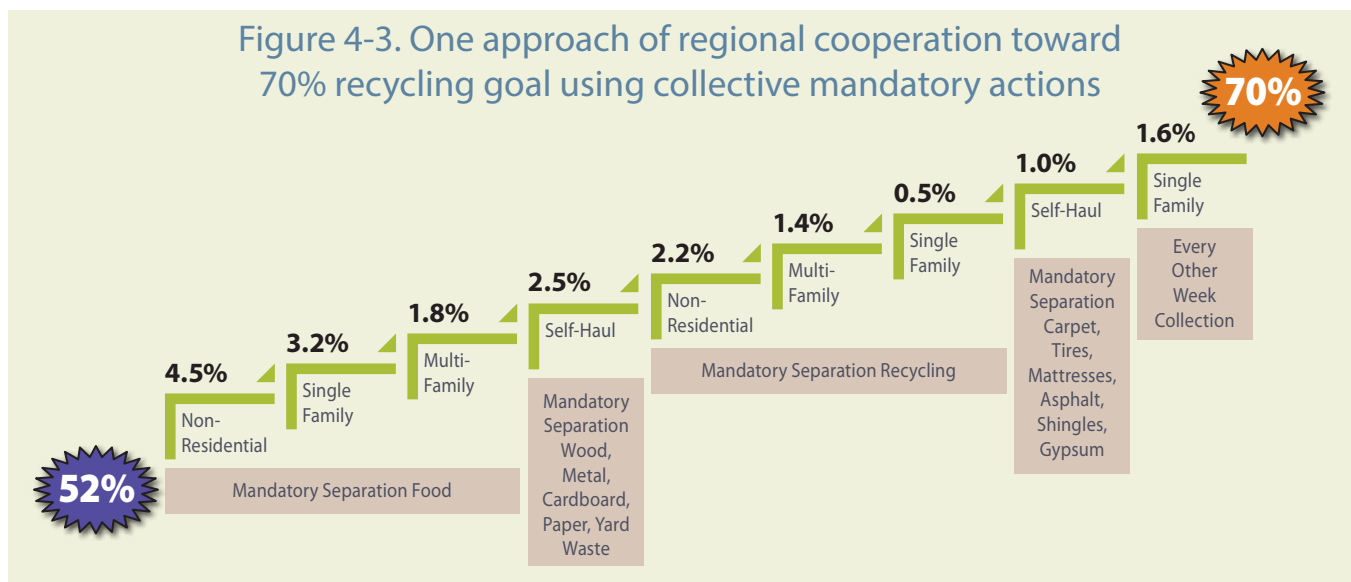 Figure 4-3. One approach of regional cooperation toward
70% recycling goal using collective mandatory actions
52%
4.5%
Non-
Residential
3.2%
Single
Family
1.8%
Multi-
Family
Mandatory Separation Food
2.5%
Self-Haul
Mandatory
Separation
Wood,
Metal,
Cardboard,
Paper, Yard
Waste
2.2%
Non-
Residential
1.4%
Multi-
Family
0.5%
Single
Family
Mandatory Separation Recycling
1.0%
Self-Haul
Mandatory
Separation
Carpet,
Tires,
Mattresses,
Asphalt,
Shingles,
Gypsum
1.6%
Single
Family
Every
Other
Week
Collection
70%